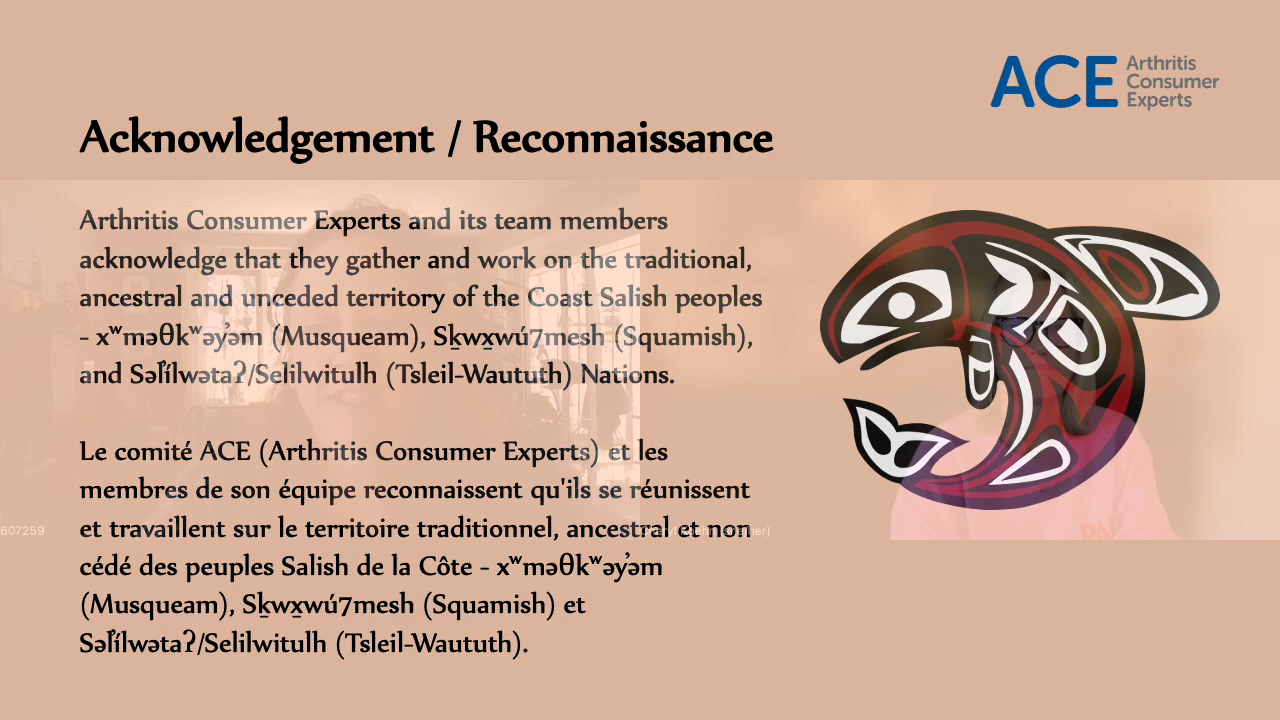 ACE Arthritis
Consumer
Experts
Acknowledgement / Reconnaissance
Arthritis Consumer Experts and its team members
acknowledge that they gather and work on the traditional,
ancestral and unceded territory of the Coast Salish peoples
- xʷməθkʷəy̓əm (Musqueam), Sḵwx̱wú7mesh (Squamish),
and Səl̓ílwətaʔ/Selilwitulh (Tsleil-Waututh) Nations.
Le comité ACE (Arthritis Consumer Experts) et les
membres de son équipe reconnaissent qu'ils se réunissent
et travaillent sur le territoire traditionnel, ancestral et non
cédé des peuples Salish de la Côte - xʷməθkʷəy̓əm
(Musqueam), Sḵwx̱wú7mesh (Squamish) et
Səl̓ílwətaʔ/Selilwitulh (Tsleil-Waututh).
607259